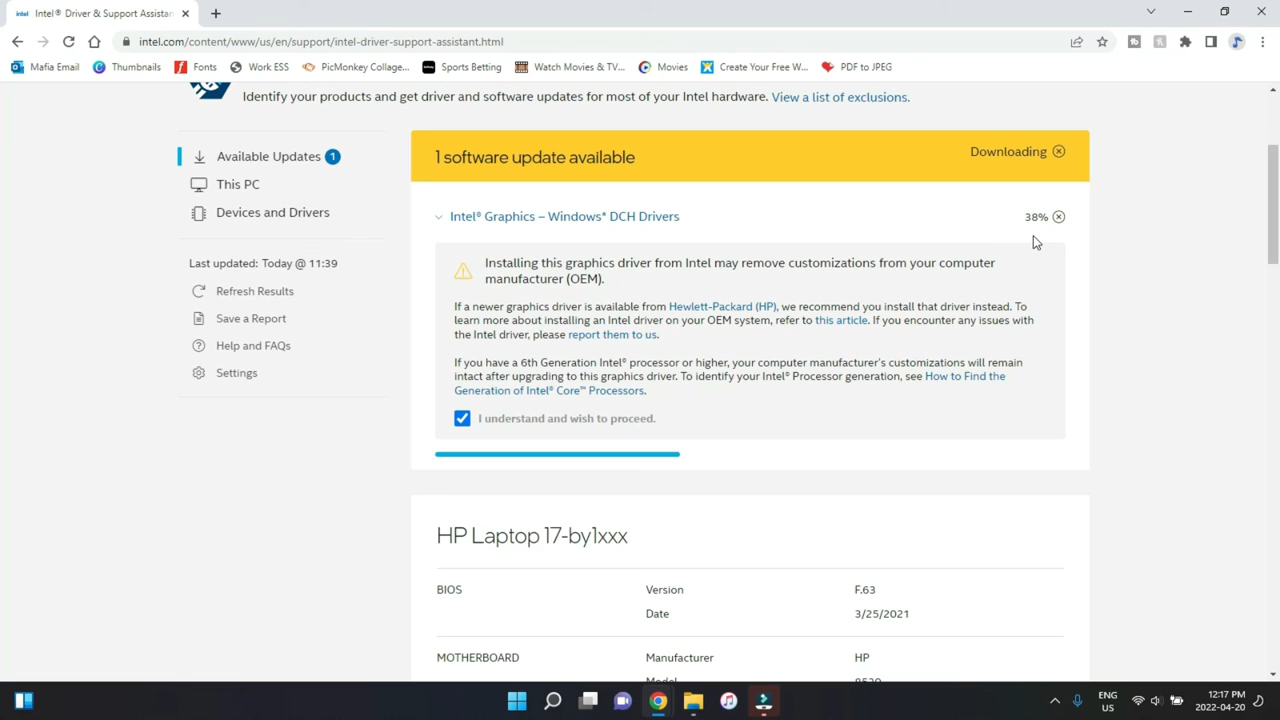 intel Intel® Driver & Support Assistan
intel.com/content/www/us/en/support/intel-driver-support-assistant.html
Mafia Email Thumbnails Fonts Work ESS PicMonkey Collage... Sports Betting Watch Movies & TV... Movies Create Your Free W... PDF to JPEG
Identify your products and get driver and software updates for most of your Intel hardware. View a list of exclusions.
Available Updates 1
This PC
Devices and Drivers
Last updated: Today @ 11:39
Refresh Results
Save a Report
Help and FAQs
Settings
1 software update available
Downloading
Intel® Graphics – Windows* DCH Drivers
38%
Installing this graphics driver from Intel may remove customizations from your computer
manufacturer (OEM).
If a newer graphics driver is available from Hewlett-Packard (HP), we recommend you install that driver instead. To
learn more about installing an Intel driver on your OEM system, refer to this article. If you encounter any issues with
the Intel driver, please report them to us.
If you have a 6th Generation Intel® processor or higher, your computer manufacturer's customizations will remain
intact after upgrading to this graphics driver. To identify your Intel® Processor generation, see How to Find the
Generation of Intel® Core™ Processors.
I understand and wish to proceed.
HP Laptop 17-by1xxx
BIOS Version F.63
Date 3/25/2021
MOTHERBOARD Manufacturer HP
Model 8530
ENG
US
12:17 PM
2022-04-20